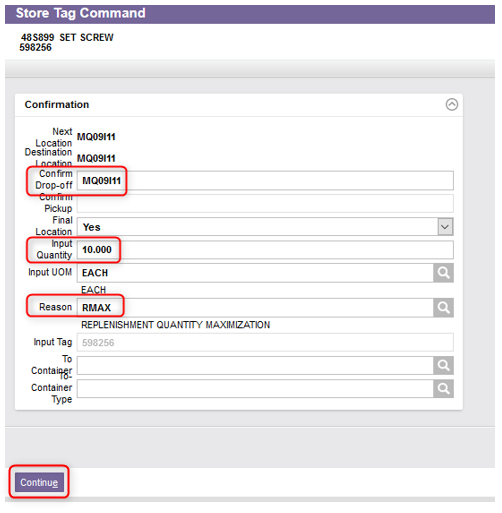 Store Tag Command
48S899 SET SCREW
598256
Confirmation
Next Location MQ09I11
Destination Location MQ09I11
Confirm Drop-off MQ09I11
Confirm Pickup
Final Location Yes
Input Quantity 10.000
Input UOM EACH
EACH
Reason RMAX
REPLENISHMENT QUANTITY MAXIMIZATION
Input Tag 598256
To Container
To-Container Type
Continue